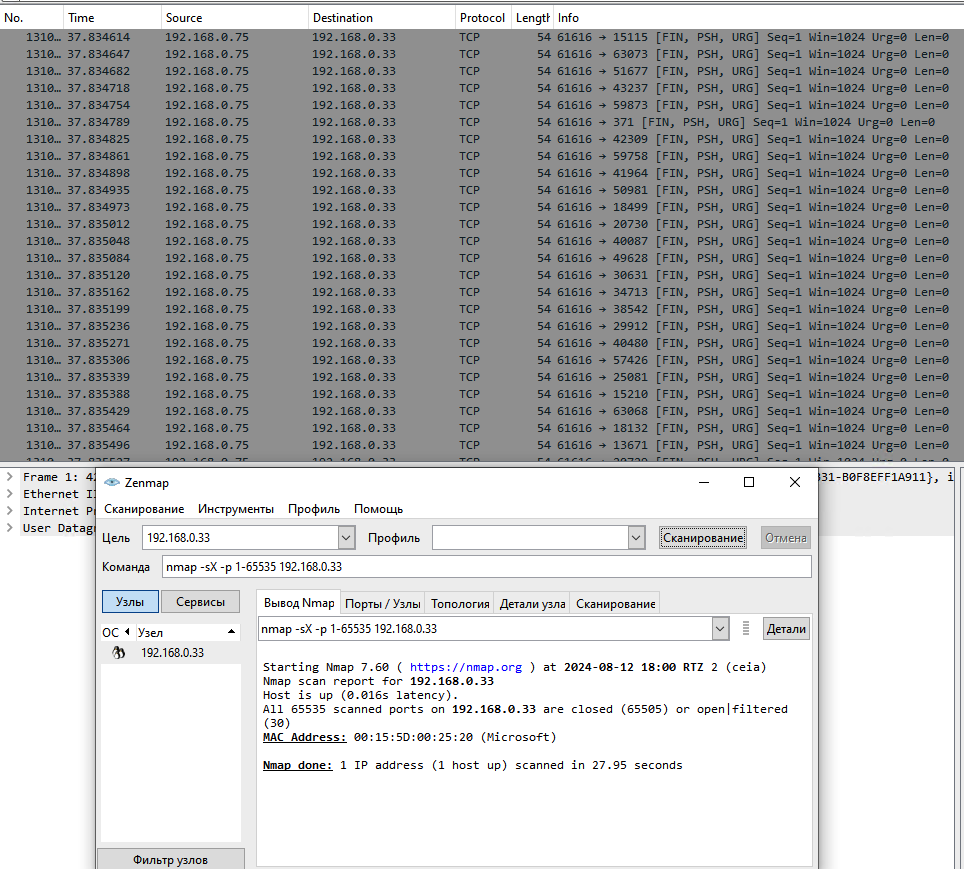 No. Time Source Destination Protocol Length Info
1310… 37.834614 192.168.0.75 192.168.0.33 TCP 54 61616 → 15115 [FIN, PSH, URG] Seq=1 Win=1024 Urg=0 Len=0
1310… 37.834647 192.168.0.75 192.168.0.33 TCP 54 61616 → 63073 [FIN, PSH, URG] Seq=1 Win=1024 Urg=0 Len=0
1310… 37.834682 192.168.0.75 192.168.0.33 TCP 54 61616 → 51677 [FIN, PSH, URG] Seq=1 Win=1024 Urg=0 Len=0
1310… 37.834718 192.168.0.75 192.168.0.33 TCP 54 61616 → 43237 [FIN, PSH, URG] Seq=1 Win=1024 Urg=0 Len=0
1310… 37.834754 192.168.0.75 192.168.0.33 TCP 54 61616 → 59873 [FIN, PSH, URG] Seq=1 Win=1024 Urg=0 Len=0
1310… 37.834789 192.168.0.75 192.168.0.33 TCP 54 61616 → 371 [FIN, PSH, URG] Seq=1 Win=1024 Urg=0 Len=0
1310… 37.834825 192.168.0.75 192.168.0.33 TCP 54 61616 → 42309 [FIN, PSH, URG] Seq=1 Win=1024 Urg=0 Len=0
1310… 37.834861 192.168.0.75 192.168.0.33 TCP 54 61616 → 59758 [FIN, PSH, URG] Seq=1 Win=1024 Urg=0 Len=0
1310… 37.834898 192.168.0.75 192.168.0.33 TCP 54 61616 → 41964 [FIN, PSH, URG] Seq=1 Win=1024 Urg=0 Len=0
1310… 37.834935 192.168.0.75 192.168.0.33 TCP 54 61616 → 50981 [FIN, PSH, URG] Seq=1 Win=1024 Urg=0 Len=0
1310… 37.834973 192.168.0.75 192.168.0.33 TCP 54 61616 → 18499 [FIN, PSH, URG] Seq=1 Win=1024 Urg=0 Len=0
1310… 37.835012 192.168.0.75 192.168.0.33 TCP 54 61616 → 20730 [FIN, PSH, URG] Seq=1 Win=1024 Urg=0 Len=0
1310… 37.835048 192.168.0.75 192.168.0.33 TCP 54 61616 → 40087 [FIN, PSH, URG] Seq=1 Win=1024 Urg=0 Len=0
1310… 37.835084 192.168.0.75 192.168.0.33 TCP 54 61616 → 49628 [FIN, PSH, URG] Seq=1 Win=1024 Urg=0 Len=0
1310… 37.835120 192.168.0.75 192.168.0.33 TCP 54 61616 → 30631 [FIN, PSH, URG] Seq=1 Win=1024 Urg=0 Len=0
1310… 37.835162 192.168.0.75 192.168.0.33 TCP 54 61616 → 34713 [FIN, PSH, URG] Seq=1 Win=1024 Urg=0 Len=0
1310… 37.835199 192.168.0.75 192.168.0.33 TCP 54 61616 → 38542 [FIN, PSH, URG] Seq=1 Win=1024 Urg=0 Len=0
1310… 37.835236 192.168.0.75 192.168.0.33 TCP 54 61616 → 29912 [FIN, PSH, URG] Seq=1 Win=1024 Urg=0 Len=0
1310… 37.835271 192.168.0.75 192.168.0.33 TCP 54 61616 → 40480 [FIN, PSH, URG] Seq=1 Win=1024 Urg=0 Len=0
1310… 37.835306 192.168.0.75 192.168.0.33 TCP 54 61616 → 57426 [FIN, PSH, URG] Seq=1 Win=1024 Urg=0 Len=0
1310… 37.835339 192.168.0.75 192.168.0.33 TCP 54 61616 → 25081 [FIN, PSH, URG] Seq=1 Win=1024 Urg=0 Len=0
1310… 37.835388 192.168.0.75 192.168.0.33 TCP 54 61616 → 15210 [FIN, PSH, URG] Seq=1 Win=1024 Urg=0 Len=0
1310… 37.835429 192.168.0.75 192.168.0.33 TCP 54 61616 → 63068 [FIN, PSH, URG] Seq=1 Win=1024 Urg=0 Len=0
1310… 37.835464 192.168.0.75 192.168.0.33 TCP 54 61616 → 18132 [FIN, PSH, URG] Seq=1 Win=1024 Urg=0 Len=0
1310… 37.835496 192.168.0.75 192.168.0.33 TCP 54 61616 → 13671 [FIN, PSH, URG] Seq=1 Win=1024 Urg=0 Len=0
Frame 1: 42 31-B0F8EFF1A911}, i
Ethernet II
Internet Pr
User Datagr
Zenmap
Сканирование Инструменты Профиль Помощь
Цель 192.168.0.33 Профиль Сканирование Отмена
Команда nmap -sX -p 1-65535 192.168.0.33
Узлы Сервисы Вывод Nmap Порты / Узлы Топология Детали узла Сканирование
nmap -sX -p 1-65535 192.168.0.33 Детали
ОС Узел
192.168.0.33
Starting Nmap 7.60 ( https://nmap.org ) at 2024-08-12 18:00 RTZ 2 (ceia)
Nmap scan report for 192.168.0.33
Host is up (0.016s latency).
All 65535 scanned ports on 192.168.0.33 are closed (65505) or open|filtered
(30)
MAC Address: 00:15:5D:00:25:20 (Microsoft)
Nmap done: 1 IP address (1 host up) scanned in 27.95 seconds
Фильтр узлов